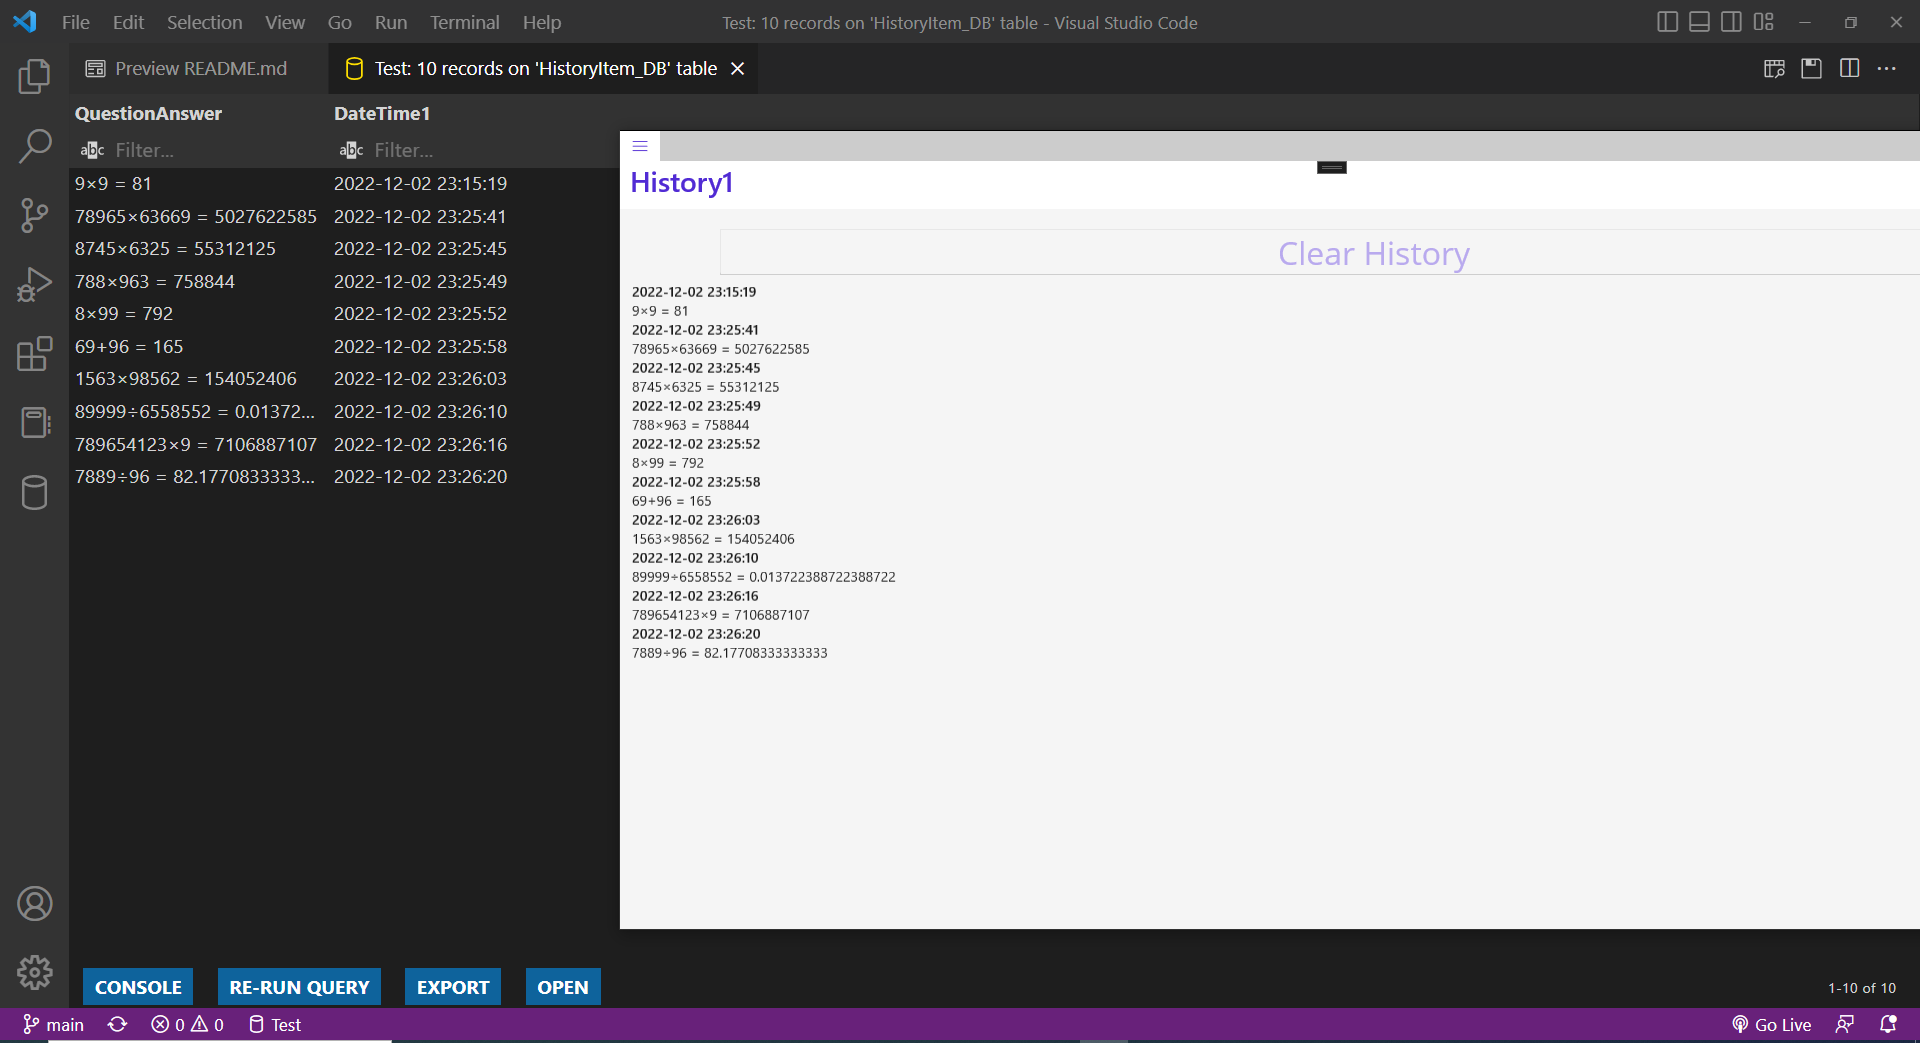 File Edit Selection View Go Run Terminal Help
Test: 10 records on 'HistoryItem_DB' table - Visual Studio Code
Preview README.md
Test: 10 records on 'HistoryItem_DB' table
QuestionAnswer DateTime1
abc Filter... abc Filter...
9×9 = 81 2022-12-02 23:15:19
78965×63669 = 5027622585 2022-12-02 23:25:41
8745×6325 = 55312125 2022-12-02 23:25:45
788×963 = 758844 2022-12-02 23:25:49
8×99 = 792 2022-12-02 23:25:52
69+96 = 165 2022-12-02 23:25:58
1563×98562 = 154052406 2022-12-02 23:26:03
89999÷6558552 = 0.01372... 2022-12-02 23:26:10
789654123×9 = 7106887107 2022-12-02 23:26:16
7889÷96 = 82.1770833333... 2022-12-02 23:26:20
History1
Clear History
2022-12-02 23:15:19
9×9 = 81
2022-12-02 23:25:41
78965×63669 = 5027622585
2022-12-02 23:25:45
8745×6325 = 55312125
2022-12-02 23:25:49
788×963 = 758844
2022-12-02 23:25:52
8×99 = 792
2022-12-02 23:25:58
69+96 = 165
2022-12-02 23:26:03
1563×98562 = 154052406
2022-12-02 23:26:10
89999÷6558552 = 0.013722388722388722
2022-12-02 23:26:16
789654123×9 = 7106887107
2022-12-02 23:26:20
7889÷96 = 82.17708333333333
CONSOLE RE-RUN QUERY EXPORT OPEN
1-10 of 10
main 0 0 Test Go Live